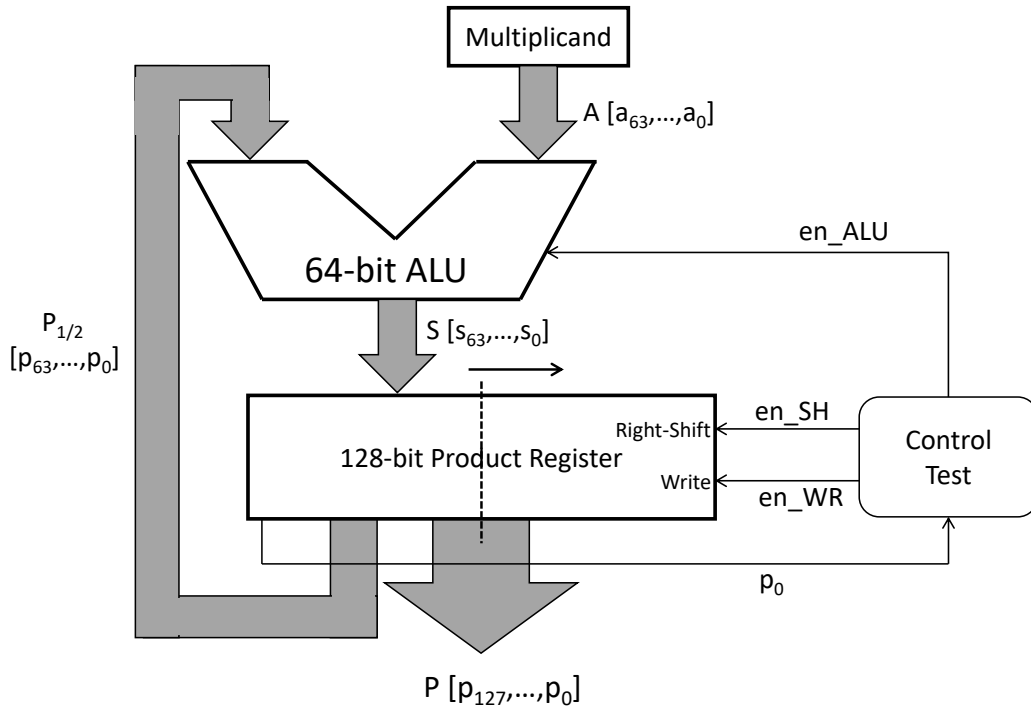 Multiplicand
A [a₆₃,...,a₀]
en_ALU
64-bit ALU
P₁/₂
[p₆₃,...,p₀]
S [s₆₃,...,s₀]
en_SH
Right-Shift
128-bit Product Register
Control
Test
Write
en_WR
p₀
P [p₁₂₇,...,p₀]